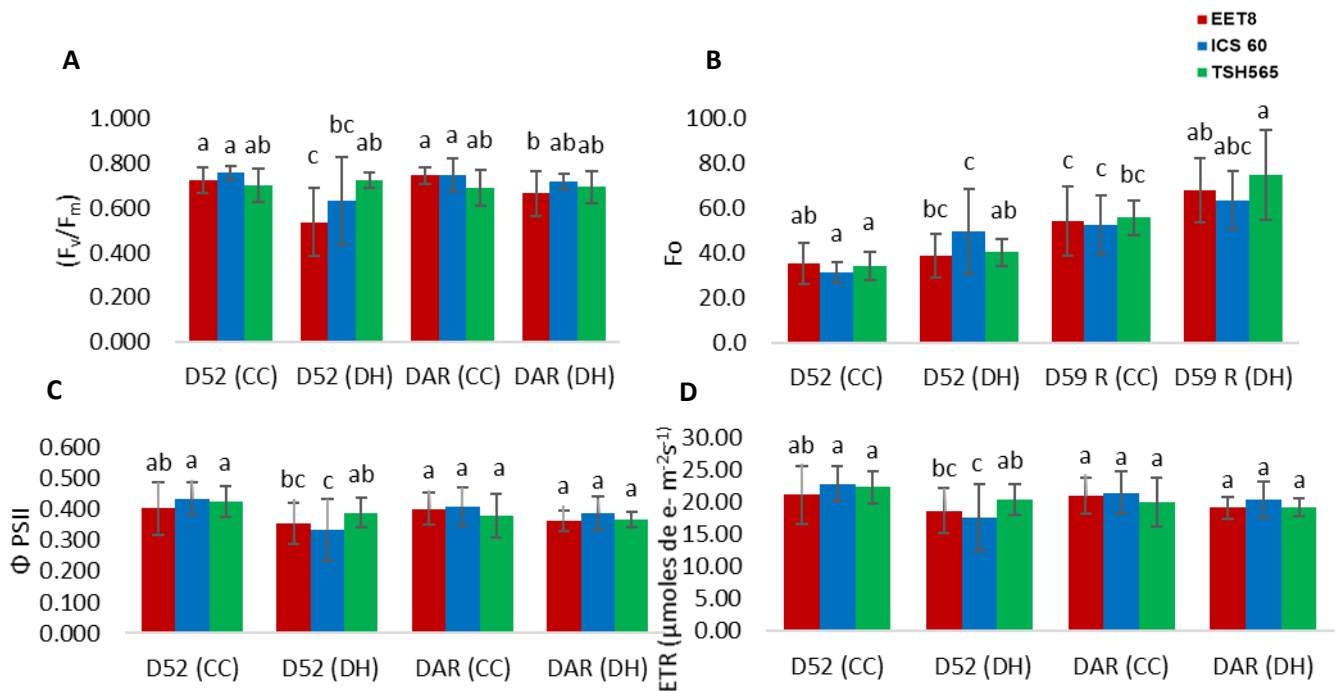 EET8
ICS 60
TSH565
A
(Fv/Fm)
1.000
0.800
0.600
0.400
0.200
0.000
a a ab
c bc ab
a a ab
b ab ab
D52 (CC) D52 (DH) DAR (CC) DAR (DH)
B
Fo
100.0
80.0
60.0
40.0
20.0
0.0
ab a a
bc c ab
c c bc
ab abc a
D52 (CC) D52 (DH) D59 R (CC) D59 R (DH)
C
Φ PSII
0.600
0.500
0.400
0.300
0.200
0.100
0.000
ab a a
bc c ab
a a a
a a a
D52 (CC) D52 (DH) DAR (CC) DAR (DH)
D
ETR (µmoles de e- m⁻²s⁻¹)
30.00
25.00
20.00
15.00
10.00
5.00
0.00
ab a a
bc c ab
a a a
a a a
D52 (CC) D52 (DH) DAR (CC) DAR (DH)